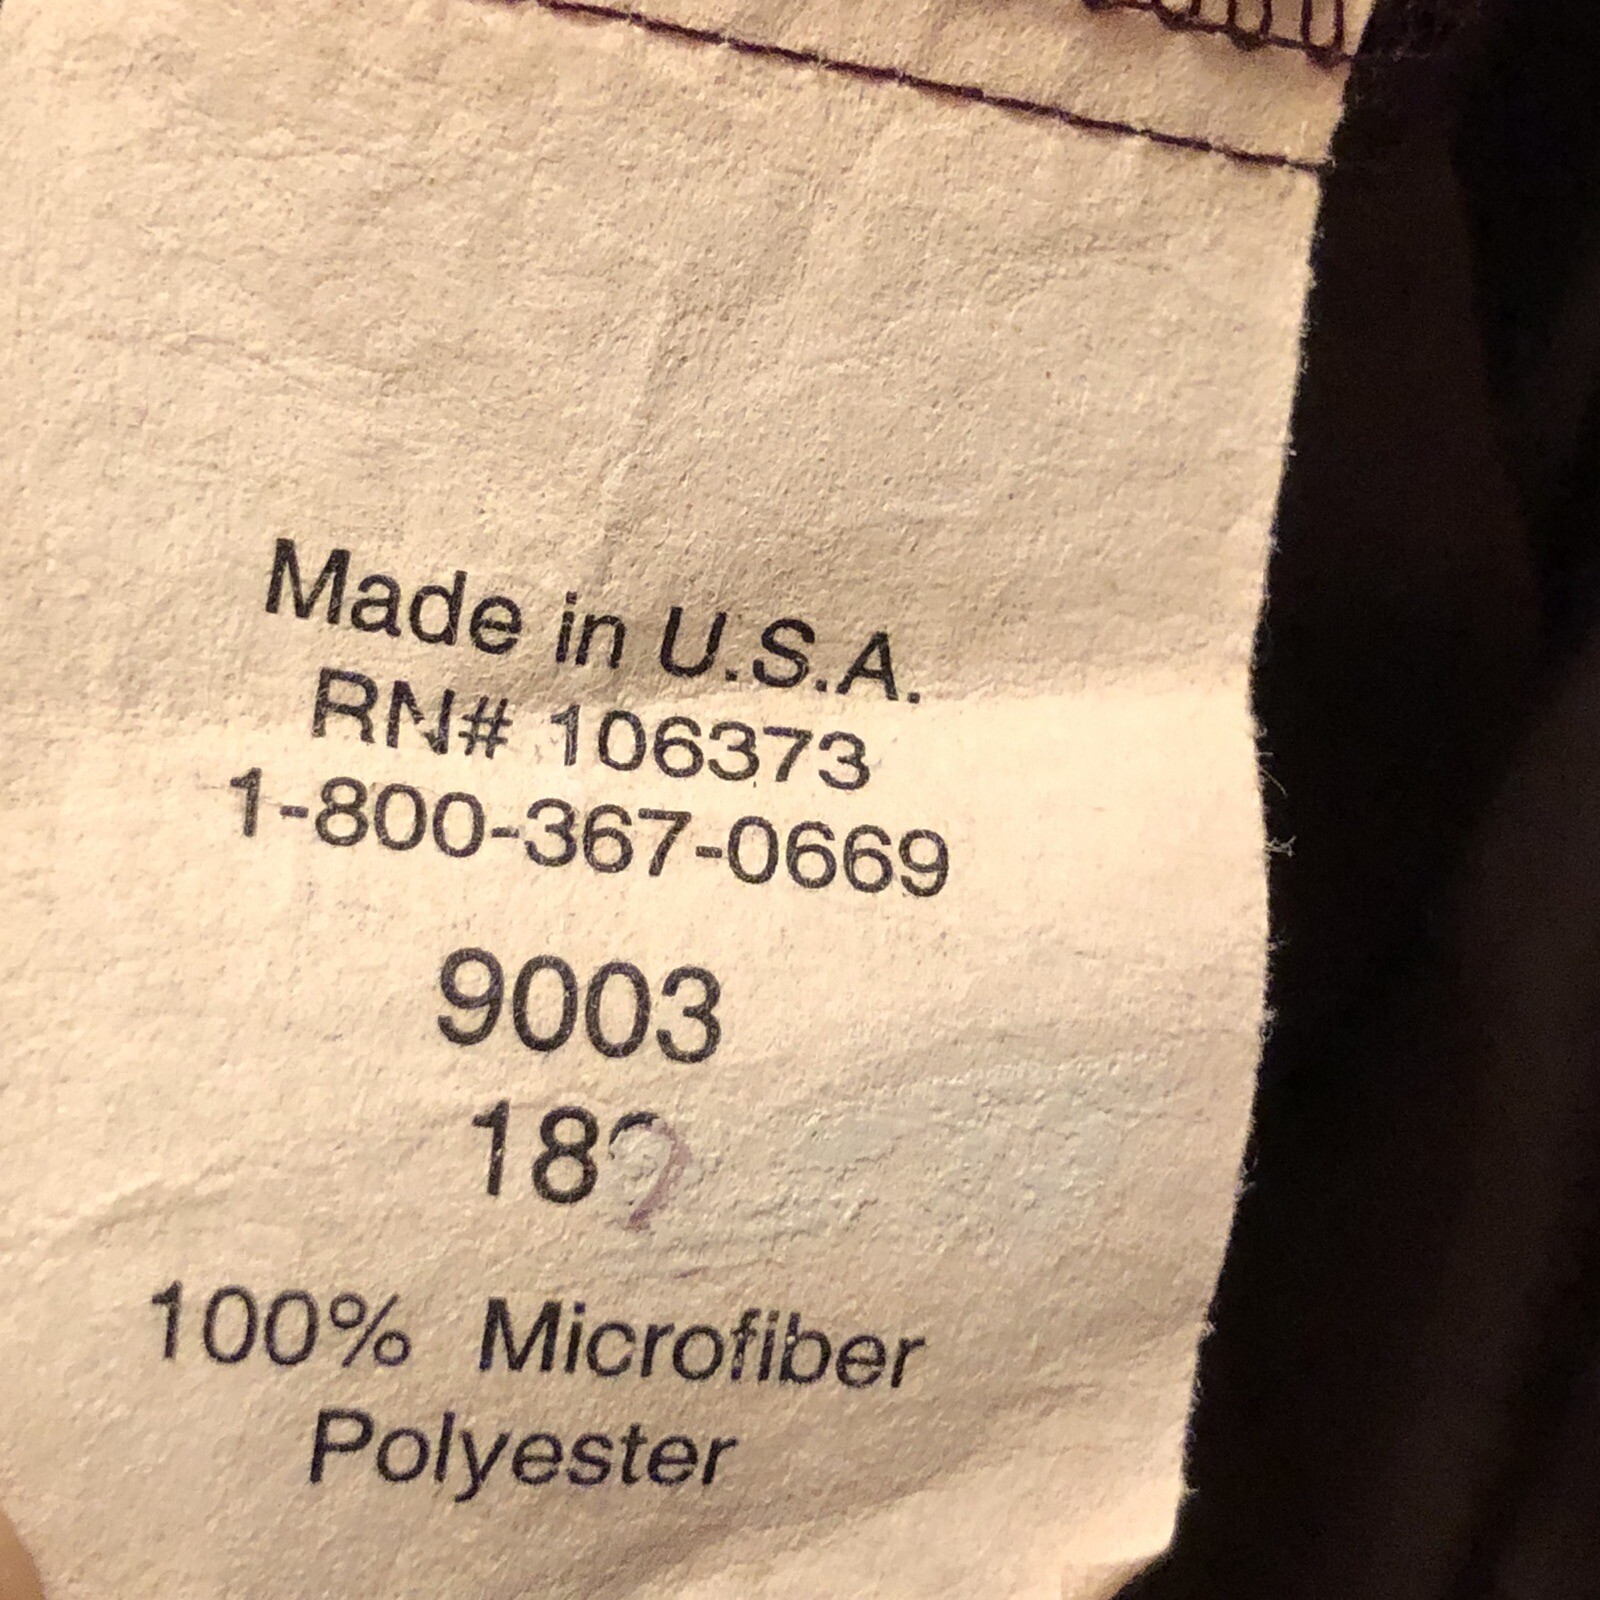 Made in U.S.A.
RN# 106373
1-800-367-0669
9003
100% Microfiber
Polyester